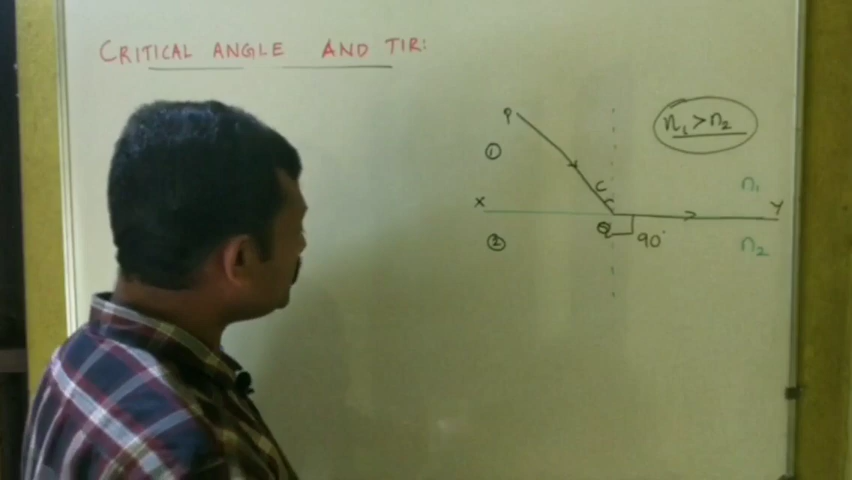 CRITICAL ANGLE AND TIR:
P
n₁>n₂
①
C
n₁
X
Y
Q
90°
②
n₂